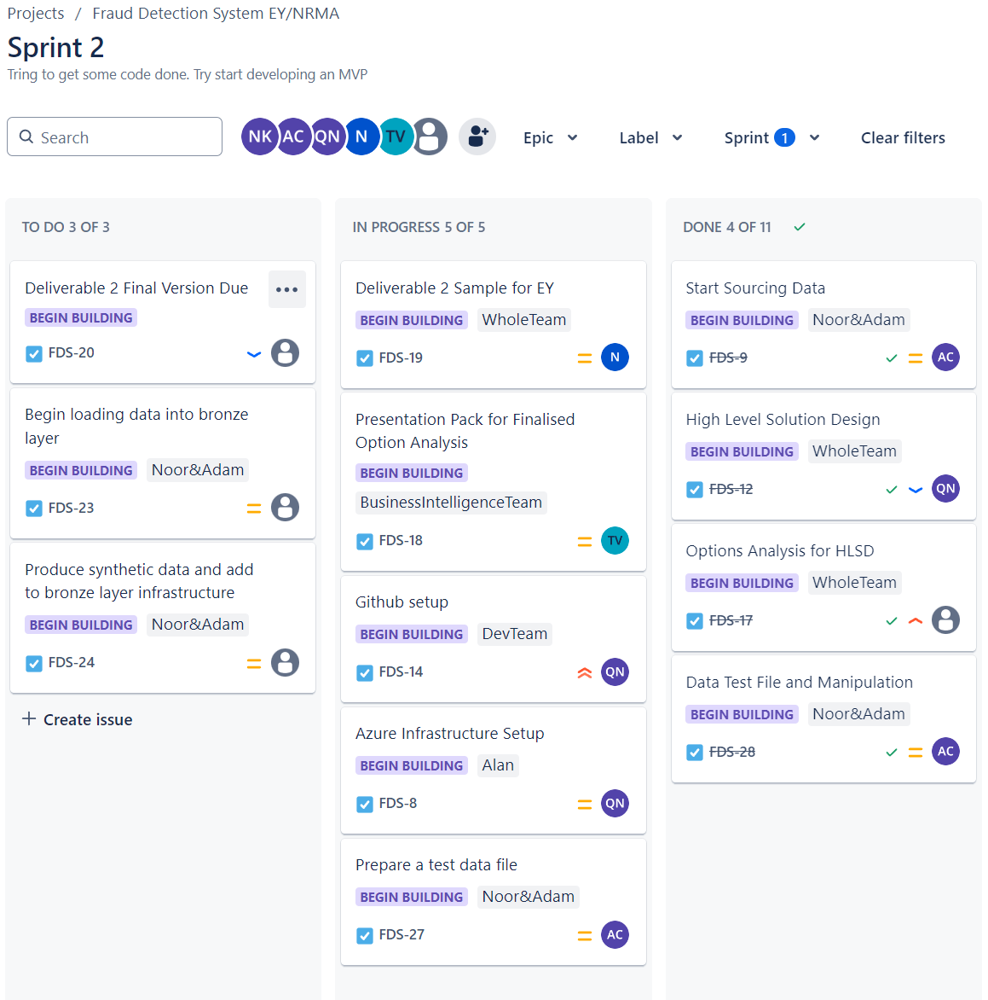 Projects / Fraud Detection System EY/NRMA
Sprint 2
Tring to get some code done. Try start developing an MVP
Search
NK AC QN N TV
Epic
Label
Sprint 1
Clear filters
TO DO 3 OF 3
Deliverable 2 Final Version Due
BEGIN BUILDING
FDS-20
Begin loading data into bronze
layer
BEGIN BUILDING Noor&Adam
FDS-23
Produce synthetic data and add
to bronze layer infrastructure
BEGIN BUILDING Noor&Adam
FDS-24
+ Create issue
IN PROGRESS 5 OF 5
Deliverable 2 Sample for EY
BEGIN BUILDING WholeTeam
FDS-19 N
Presentation Pack for Finalised
Option Analysis
BEGIN BUILDING
BusinessIntelligenceTeam
FDS-18 TV
Github setup
BEGIN BUILDING DevTeam
FDS-14 QN
Azure Infrastructure Setup
BEGIN BUILDING Alan
FDS-8 QN
Prepare a test data file
BEGIN BUILDING Noor&Adam
FDS-27 AC
DONE 4 OF 11
Start Sourcing Data
BEGIN BUILDING Noor&Adam
FDS-9 AC
High Level Solution Design
BEGIN BUILDING WholeTeam
FDS-12 QN
Options Analysis for HLSD
BEGIN BUILDING WholeTeam
FDS-17
Data Test File and Manipulation
BEGIN BUILDING Noor&Adam
FDS-28 AC